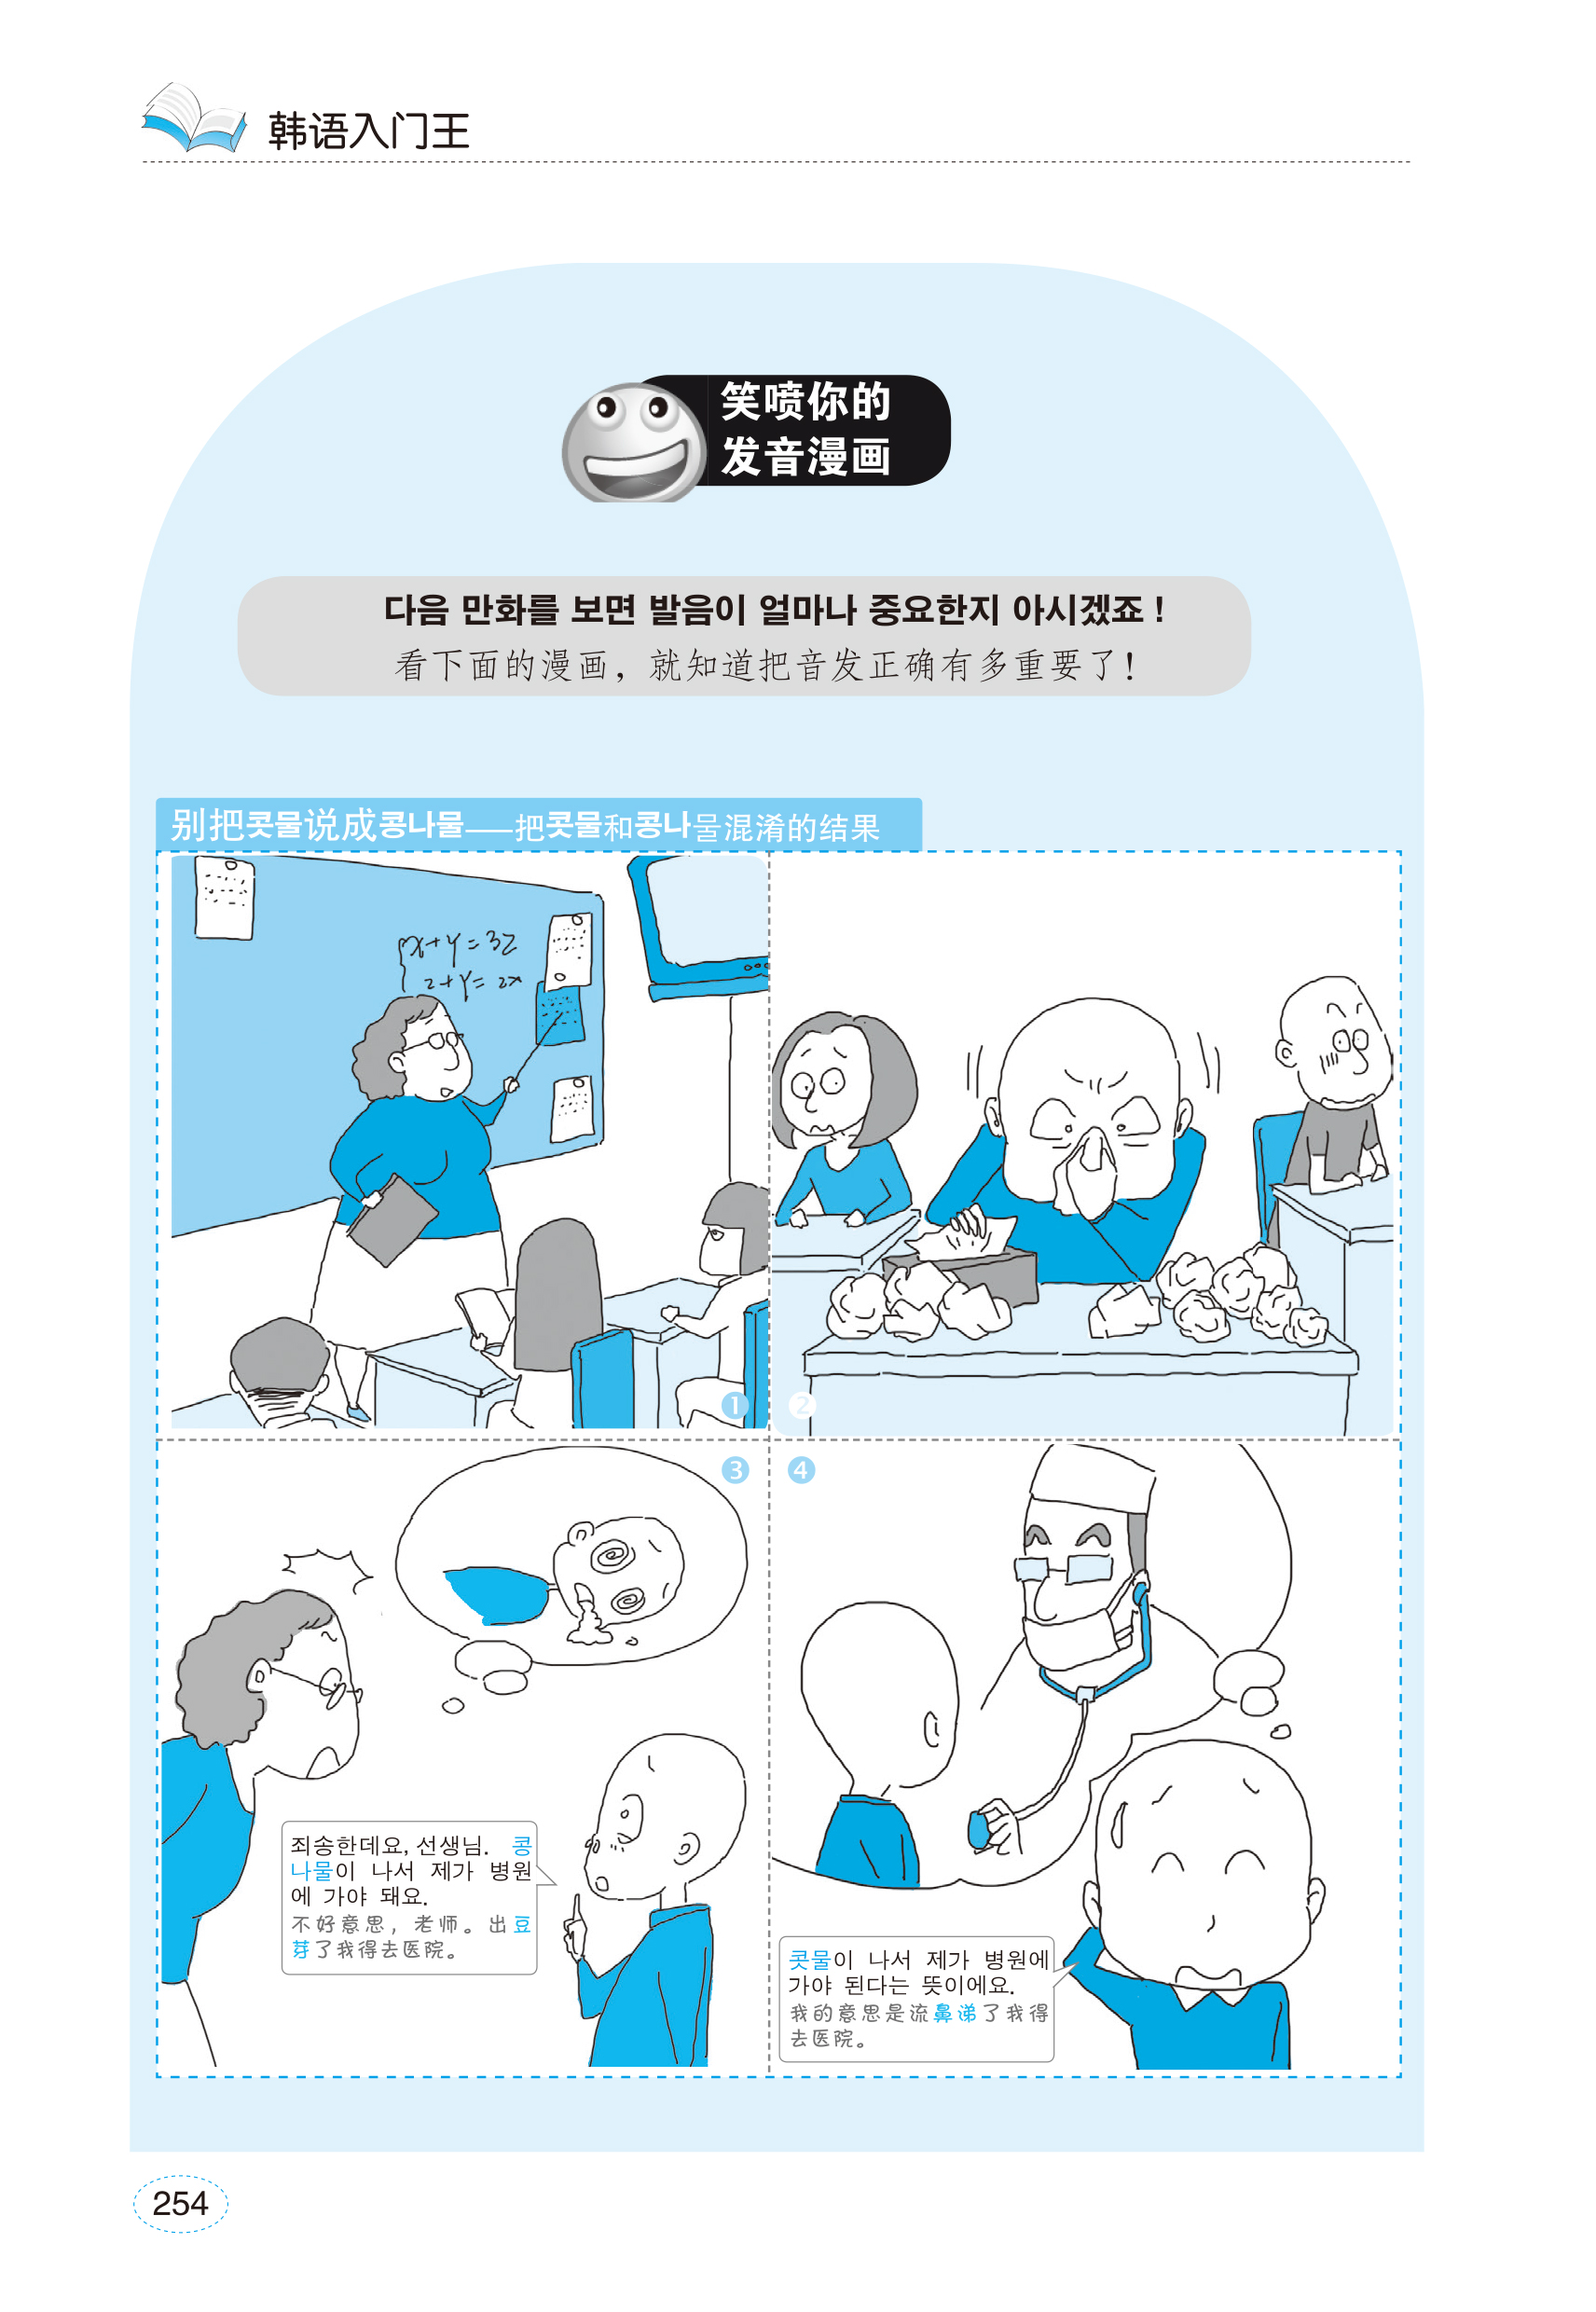 韩语入门王
笑喷你的
发音漫画
다음 만화를 보면 발음이 얼마나 중요한지 아시겠죠 !
看下面的漫画，就知道把音发正确有多重要了！
别把콧물说成콩나물——把콧물和콩나물混淆的结果
x+y=3z
z+y=2x
1
2
3
4
죄송한데요, 선생님. 콩
나물이 나서 제가 병원
에 가야 돼요.
不好意思，老师。出豆
芽了我得去医院。
콧물이 나서 제가 병원에
가야 된다는 뜻이에요.
我的意思是流鼻涕了我得
去医院。
254